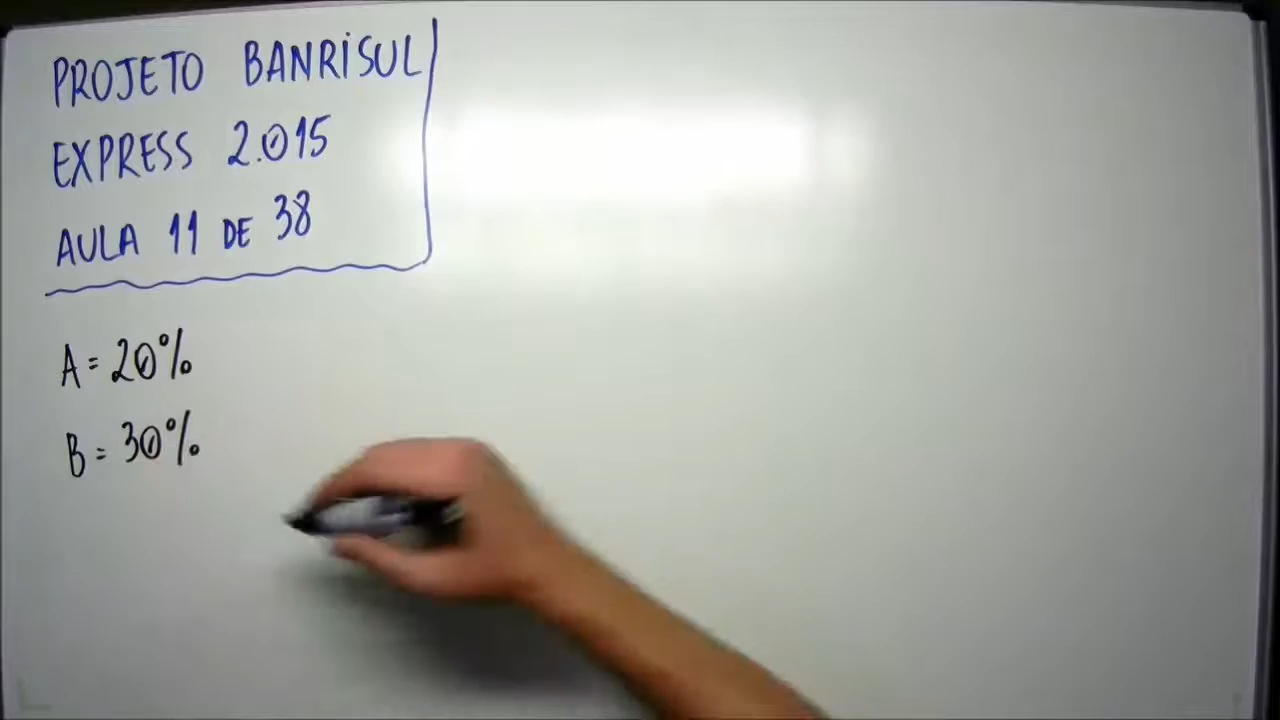 PROJETO BANRISUL
EXPRESS 2.015
AULA 11 DE 38
A = 20%
B = 30%